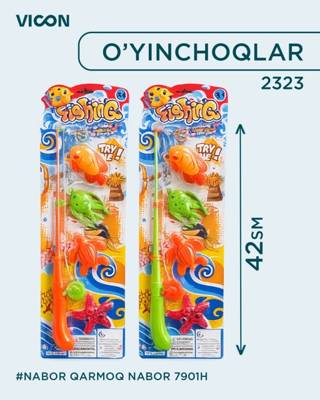 VICON
O’YINCHOQLAR
2323
Fishing
Fishing
TRY
ME!
TRY
ME!
42SM
#NABOR QARMOQ NABOR 7901H